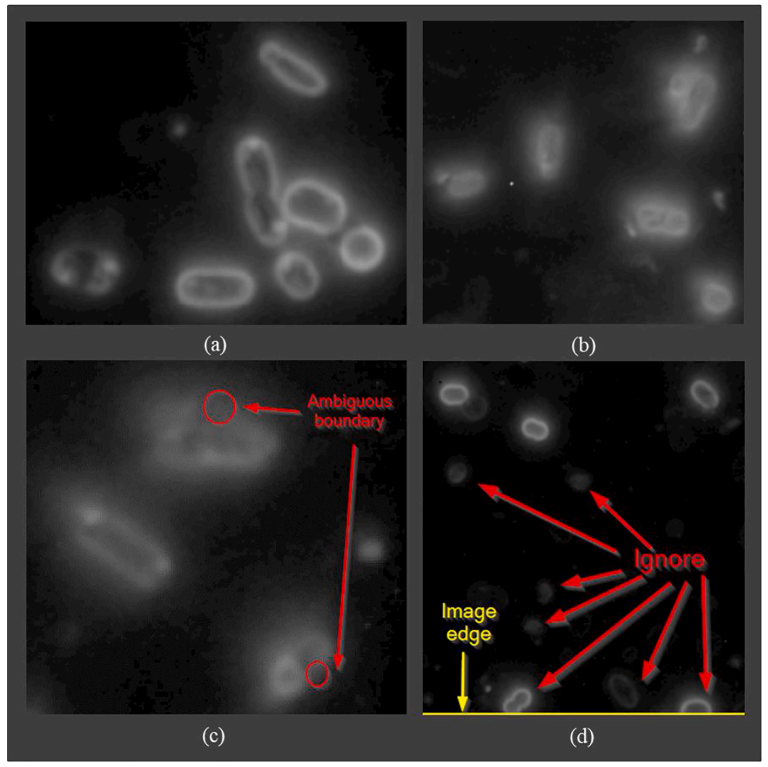 (a)
(b)
Ambiguous
boundary
Ignore
Image
edge
(c)
(d)